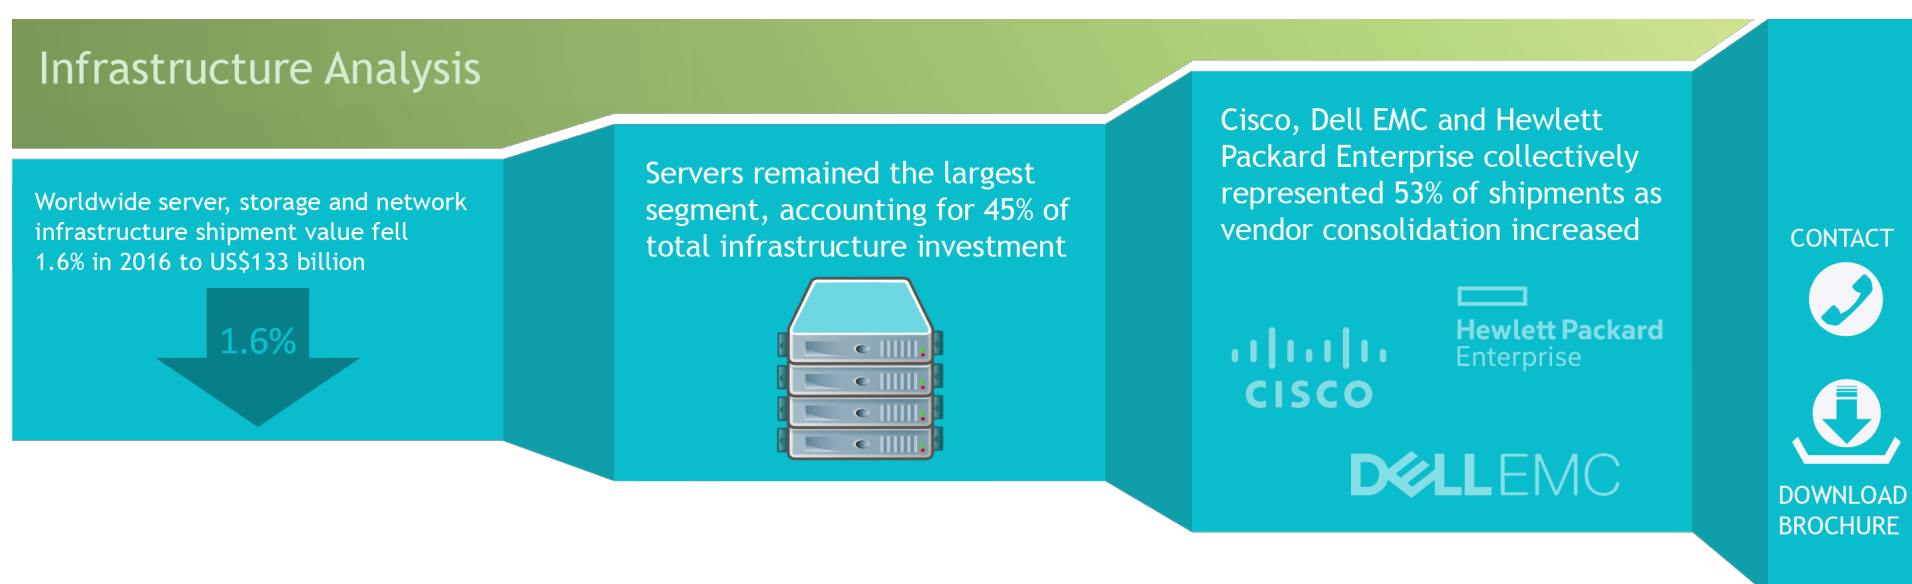 Infrastructure Analysis
Worldwide server, storage and network
infrastructure shipment value fell
1.6% in 2016 to US$133 billion
1.6%
Servers remained the largest
segment, accounting for 45% of
total infrastructure investment
Cisco, Dell EMC and Hewlett
Packard Enterprise collectively
represented 53% of shipments as
vendor consolidation increased
Hewlett Packard
Enterprise
CISCO
DELL EMC
CONTACT
DOWNLOAD
BROCHURE